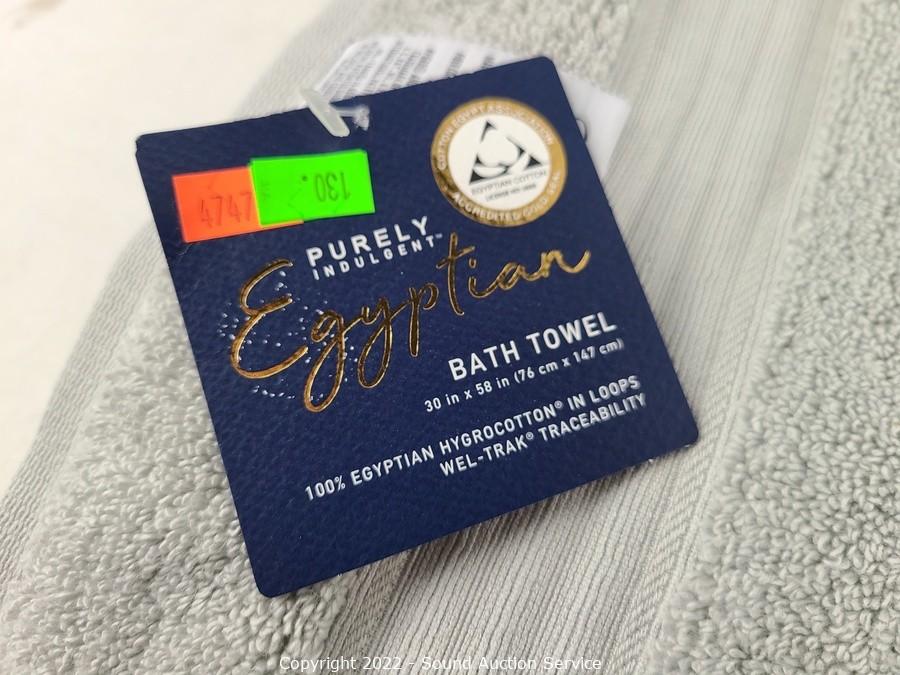 4747
130
PURELY
INDULGENT™
Egyptian
COTTON EGYPT ASSOCIATION
EGYPTIAN COTTON
ACCREDITED GOLD SEAL
BATH TOWEL
30 in x 58 in (76 cm x 147 cm)
100% EGYPTIAN HYGROCOTTON® IN LOOPS
WEL-TRAK® TRACEABILITY
Copyright 2022 - Sound Auction Service